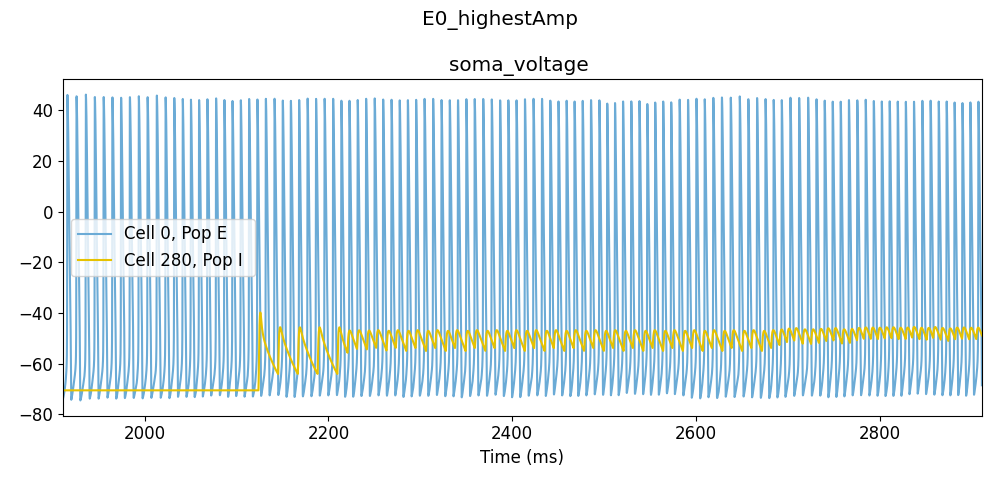 E0_highestAmp
soma_voltage
40
20
0
−20
−40
−60
−80
Cell 0, Pop E
Cell 280, Pop I
2000 2200 2400 2600 2800
Time (ms)